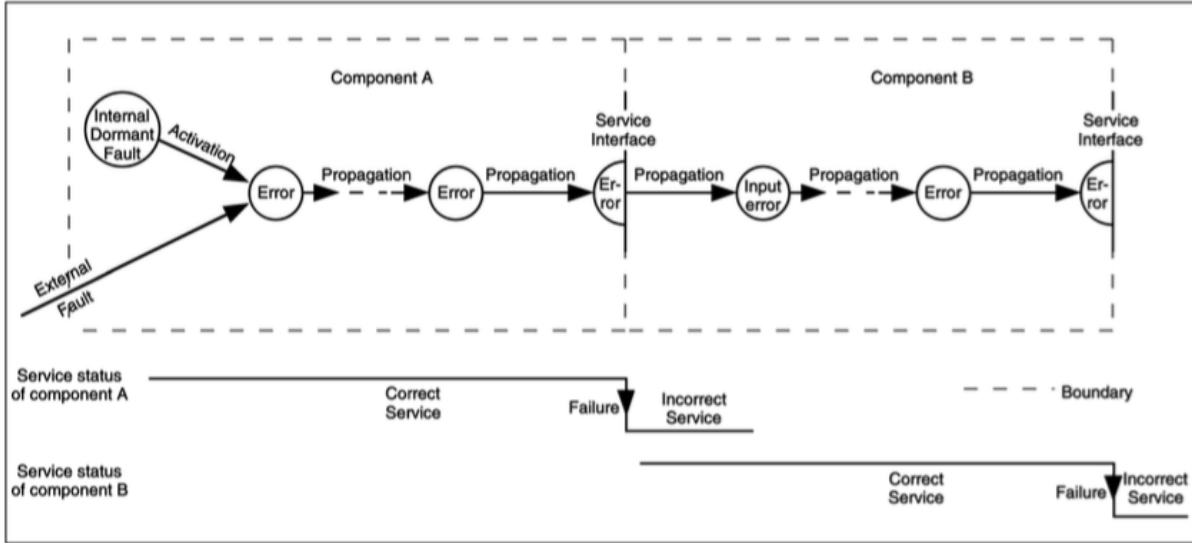 Component A
Component B
Internal
Dormant
Fault
Activation
Service
Interface
Service
Interface
Error
Propagation
Error
Propagation
Er-
ror
Propagation
Input
error
Propagation
Error
Propagation
Er-
ror
External
Fault
Service status
of component A
Correct
Service
Failure
Incorrect
Service
Boundary
Service status
of component B
Correct
Service
Failure
Incorrect
Service